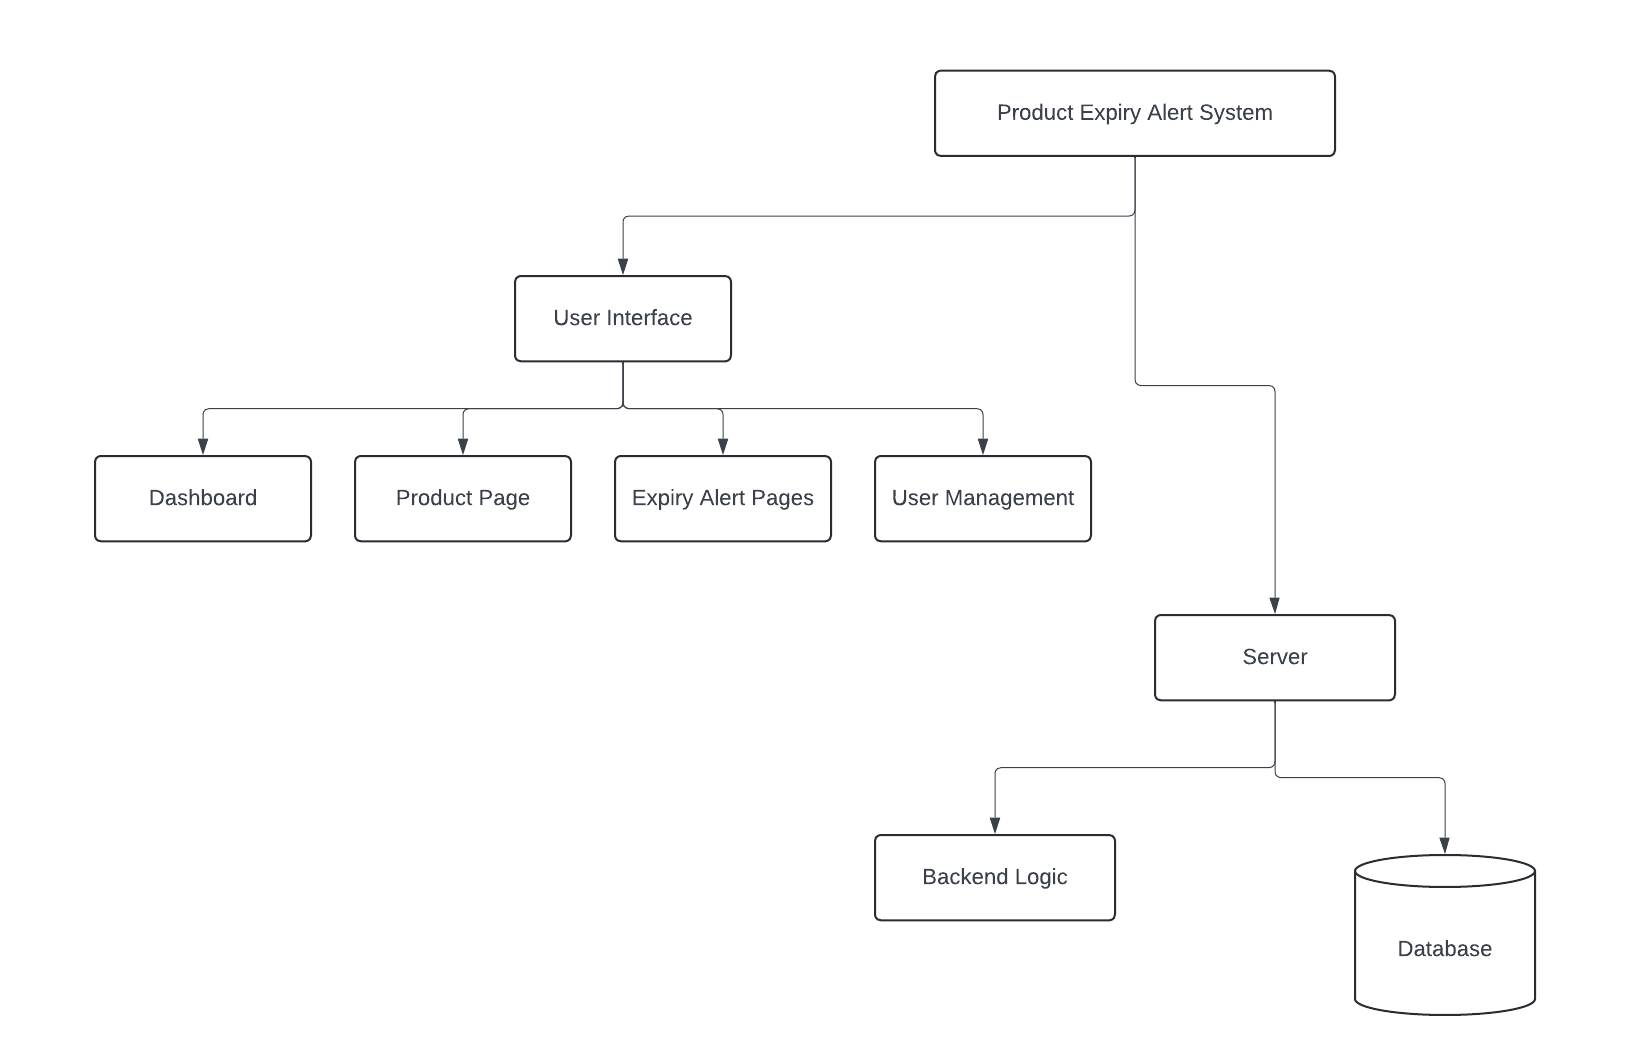 Product Expiry Alert System
User Interface
Dashboard
Product Page
Expiry Alert Pages
User Management
Server
Backend Logic
Database